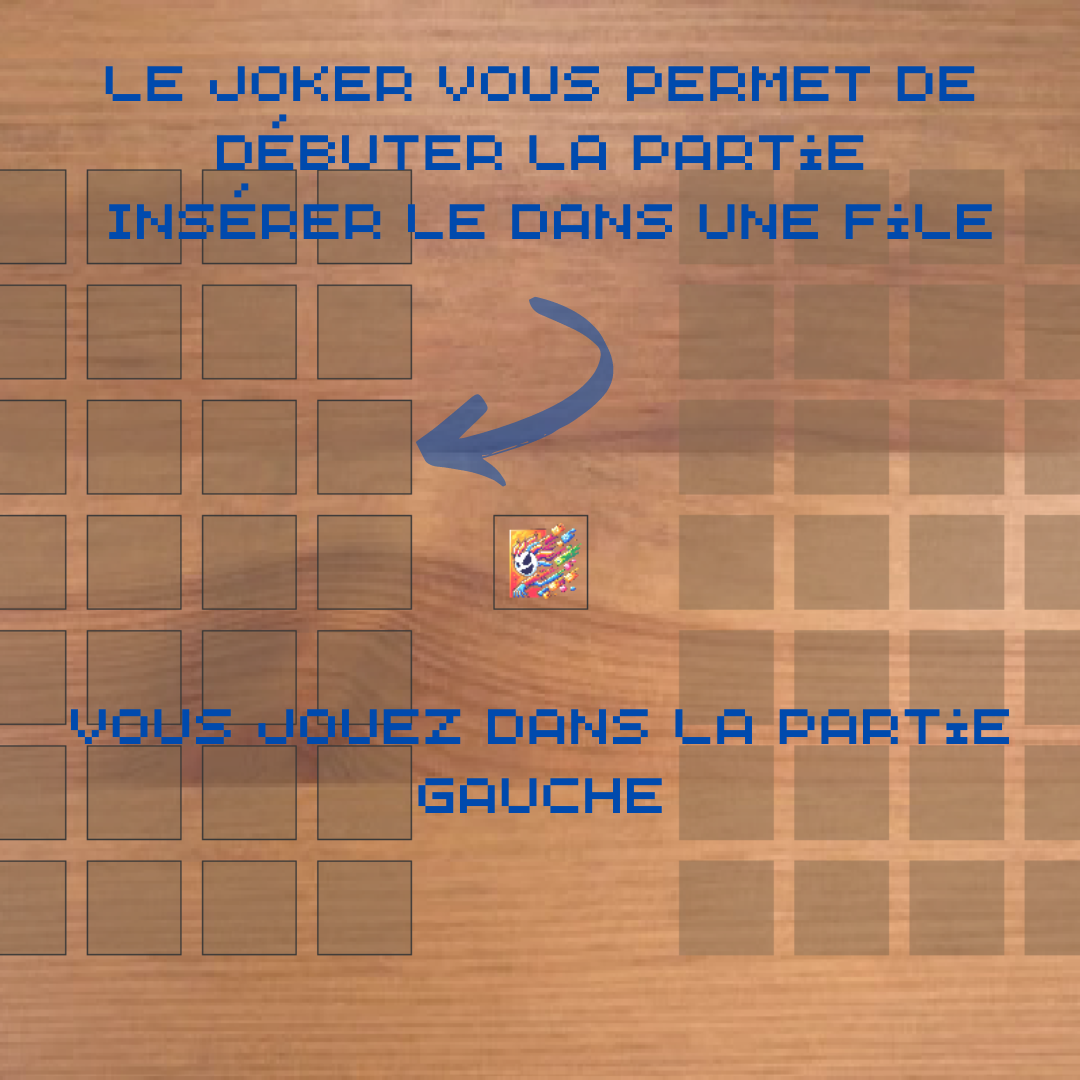 LE JOKER VOUS PERMET DE
DÉBUTER LA PARTIE
INSÉRER LE DANS UNE FILE
VOUS JOUEZ DANS LA PARTIE
GAUCHE